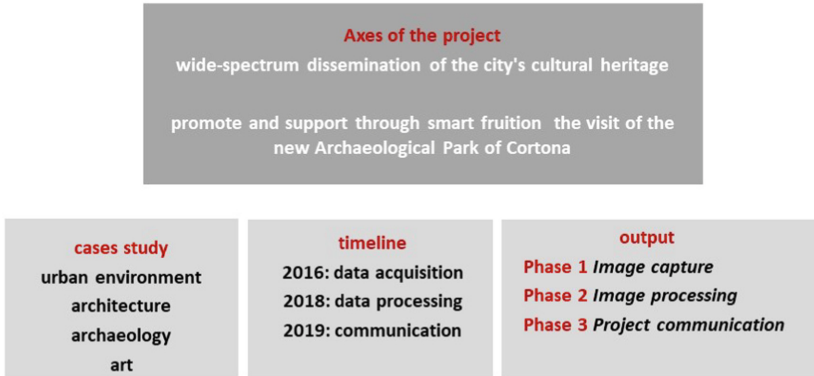 Axes of the project
wide-spectrum dissemination of the city's cultural heritage
promote and support through smart fruition the visit of the
new Archaeological Park of Cortona
cases study
urban environment
architecture
archaeology
art
timeline
2016: data acquisition
2018: data processing
2019: communication
output
Phase 1 Image capture
Phase 2 Image processing
Phase 3 Project communication